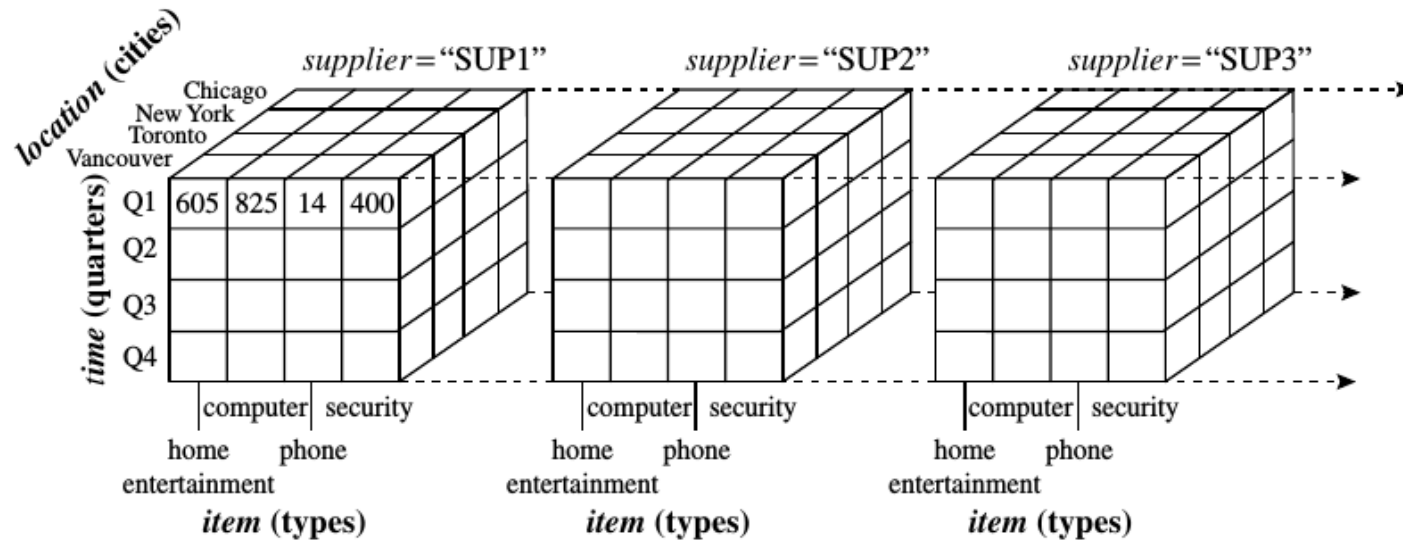 supplier = “SUP1”
supplier = “SUP2”
supplier = “SUP3”
location (cities)
Chicago
New York
Toronto
Vancouver
time (quarters)
Q1 605 825 14 400
Q2
Q3
Q4
computer security
home phone
entertainment
item (types)
computer security
home phone
entertainment
item (types)
computer security
home phone
entertainment
item (types)